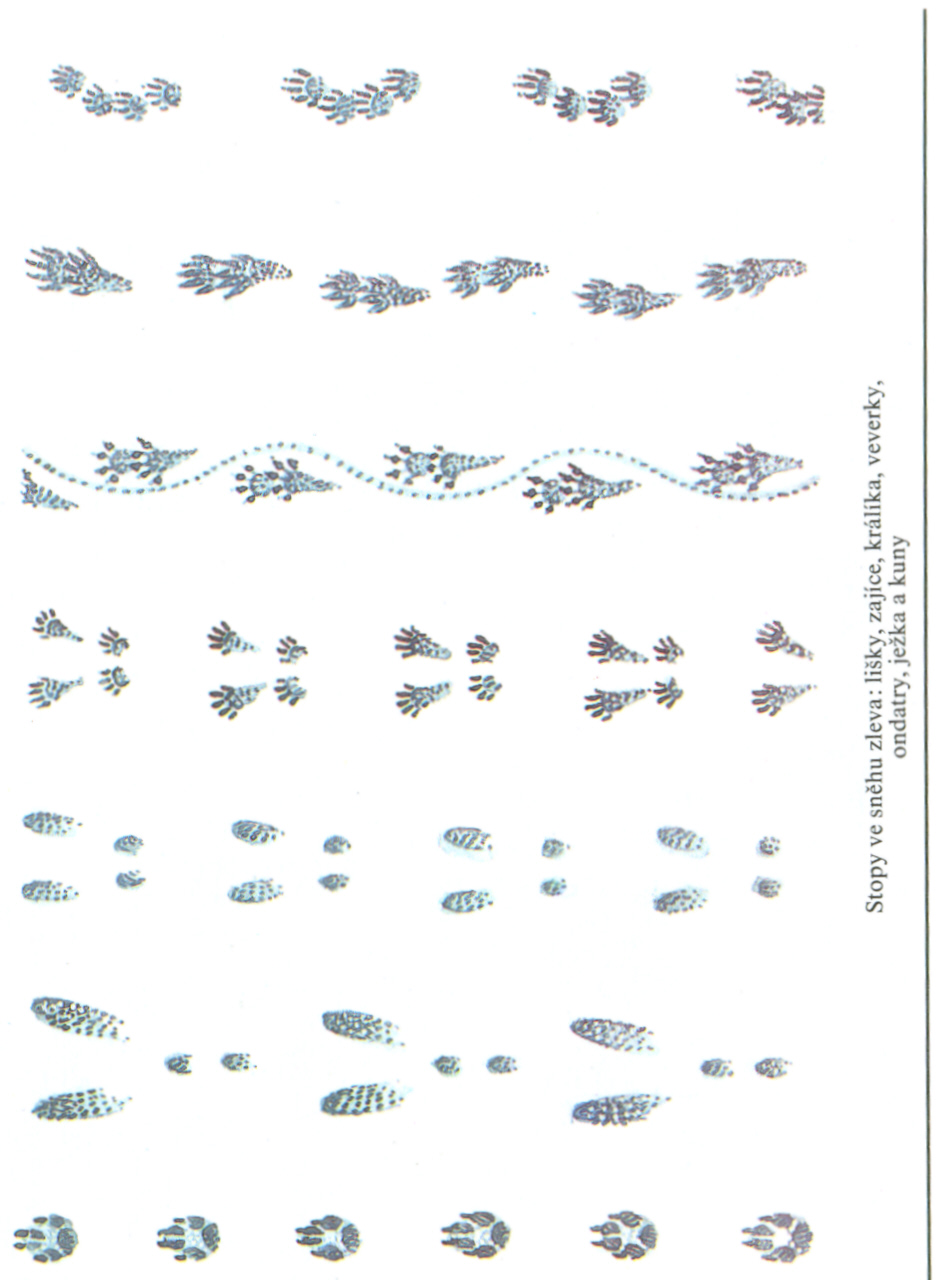 Stopy ve sněhu zleva: lišky, zajíce, králíka, veverky,
ondatry, ježka a kuny